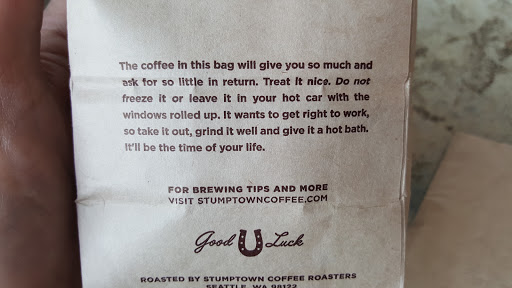 The coffee in this bag will give you so much and
ask for so little in return. Treat it nice. Do not
freeze it or leave it in your hot car with the
windows rolled up. It wants to get right to work,
so take it out, grind it well and give it a hot bath.
It'll be the time of your life.
FOR BREWING TIPS AND MORE
VISIT STUMPTOWNCOFFEE.COM
Good Luck
ROASTED BY STUMPTOWN COFFEE ROASTERS
SEATTLE, WA 98122